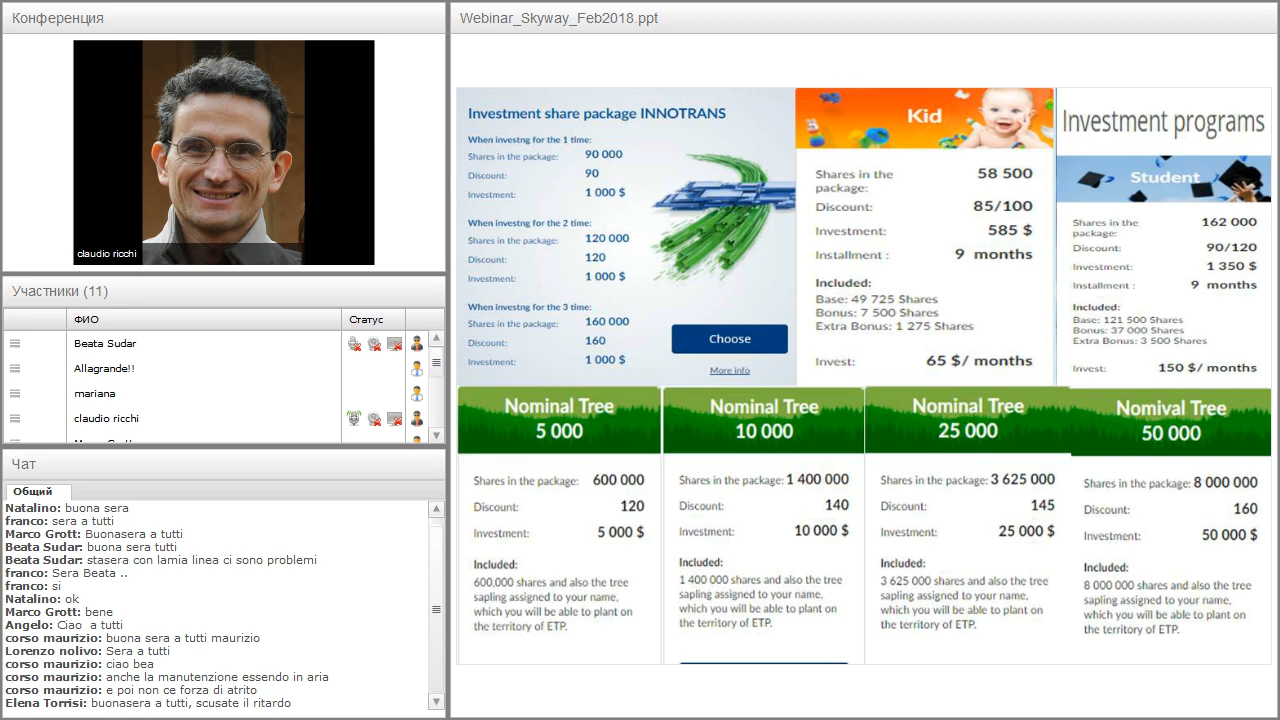 Конференция
claudio ricchi
Участники (11)
ФИО
Статус
Beata Sudar
Allagrande!!
mariana
claudio ricchi
Чат
Общий
Natalino: buona sera
franco: sera a tutti
Marco Grott: Buonasera a tutti
Beata Sudar: buona sera tutti
Beata Sudar: stasera con lamia linea ci sono problemi
franco: Sera Beata ..
franco: si
Natalino: ok
Marco Grott: bene
Angelo: Ciao  a tutti
corso maurizio: buona sera a tutti maurizio
Lorenzo nolivo: Sera a tutti
corso maurizio: ciao bea
corso maurizio: anche la manutenzione essendo in aria
corso maurizio: e poi non ce forza di atrito
Elena Torrisi: buonasera a tutti, scusate il ritardo
Webinar_Skyway_Feb2018.ppt
Investment share package INNOTRANS
When investng for the 1 time:
Shares in the package: 90 000
Discount: 90
Investment: 1 000 $
When investng for the 2 time:
Shares in the package: 120 000
Discount: 120
Investment: 1 000 $
When investng for the 3 time:
Shares in the package: 160 000
Discount: 160
Investment: 1 000 $
Choose
More info
Kid
Shares in the
package: 58 500
Discount: 85/100
Investment: 585 $
Installment : 9 months
Included:
Base: 49 725 Shares
Bonus: 7 500 Shares
Extra Bonus: 1 275 Shares
Invest: 65 $/ months
Investment programs
Student
Shares in the
package: 162 000
Discount: 90/120
Investment: 1 350 $
Installment : 9 months
Included:
Base: 121 500 Shares
Bonus: 37 000 Shares
Extra Bonus: 3 500 Shares
Invest: 150 $/ months
Nominal Tree
5 000
Shares in the package: 600 000
Discount: 120
Investment: 5 000 $
Included:
600,000 shares and also the tree
sapling assigned to your name,
which you will be able to plant on
the territory of ETP.
Nominal Tree
10 000
Shares in the package: 1 400 000
Discount: 140
Investment: 10 000 $
Included:
1 400 000 shares and also the tree
sapling assigned to your name,
which you will be able to plant on
the territory of ETP.
Nominal Tree
25 000
Shares in the package: 3 625 000
Discount: 145
Investment: 25 000 $
Included:
3 625 000 shares and also the tree
sapling assigned to your name,
which you will be able to plant on
the territory of ETP.
Nomival Tree
50 000
Shares in the package: 8 000 000
Discount: 160
Investment: 50 000 $
Included:
8 000 000 shares and also the tree
sapling assigned to your name,
which you will be able to plant on
the territory of ETP.